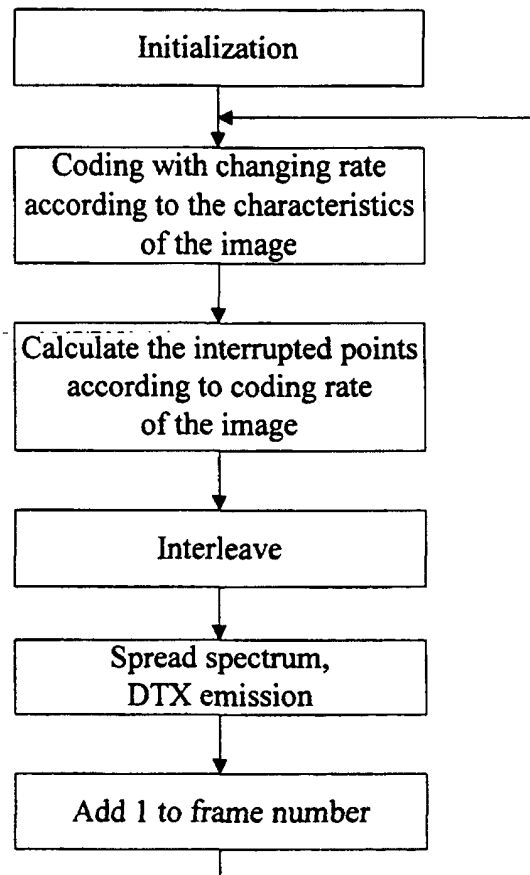 Initialization
Coding with changing rate
according to the characteristics
of the image
Calculate the interrupted points
according to coding rate
of the image
Interleave
Spread spectrum,
DTX emission
Add 1 to frame number